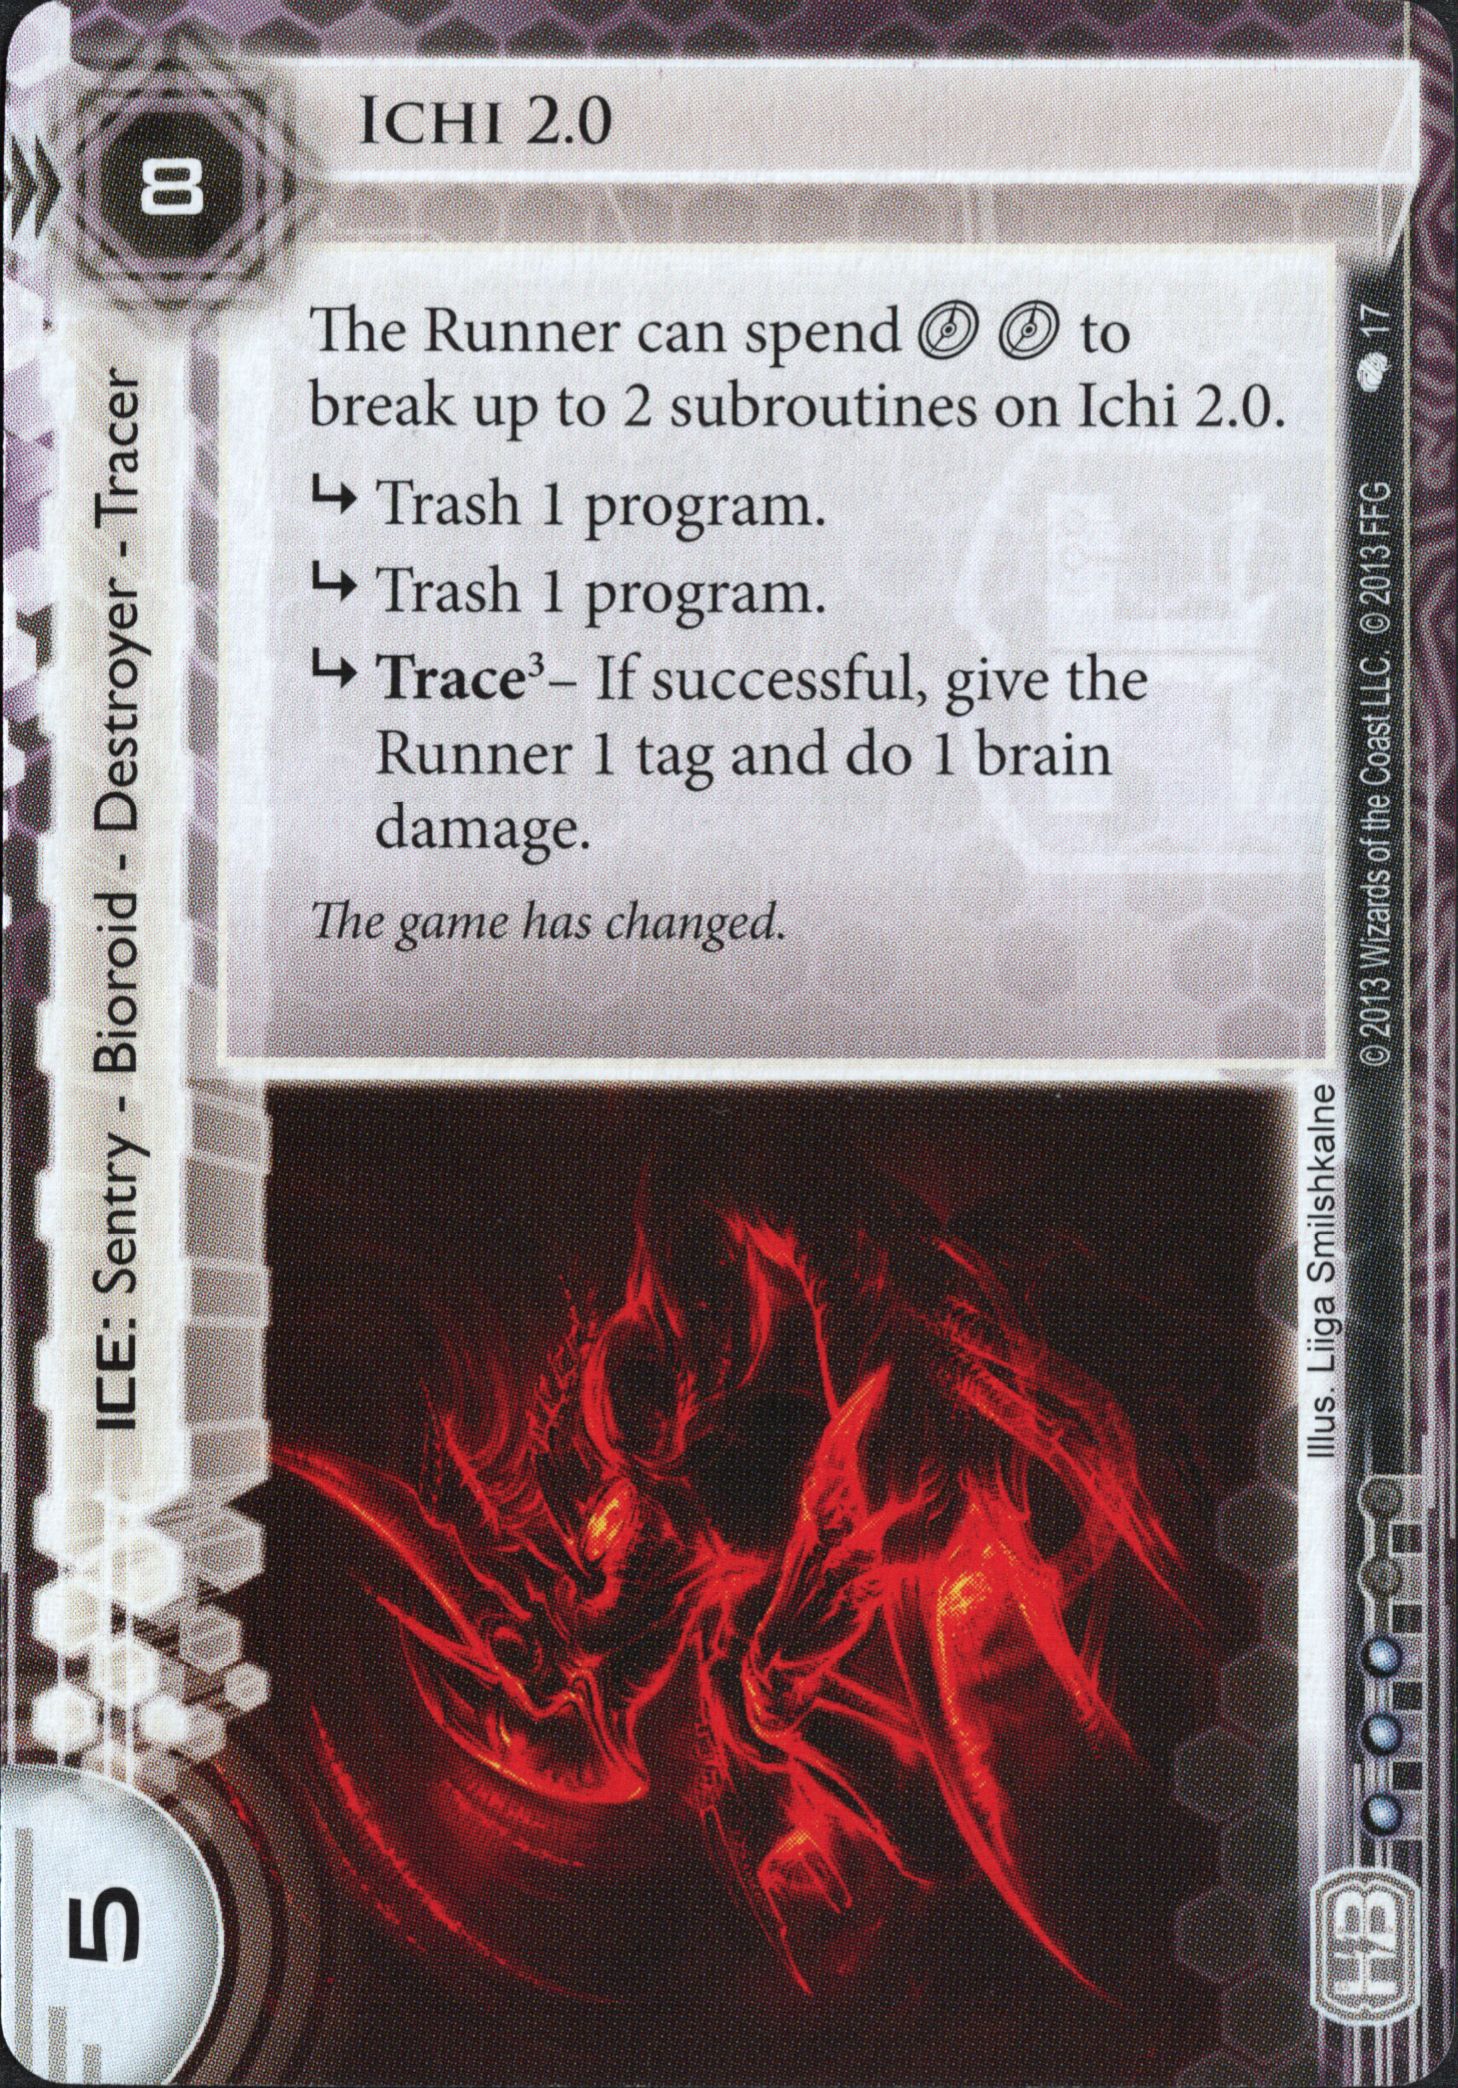 Ichi 2.0
8
The Runner can spend to
break up to 2 subroutines on Ichi 2.0.
Trash 1 program.
Trash 1 program.
Trace³– If successful, give the
Runner 1 tag and do 1 brain
damage.
The game has changed.
ICE: Sentry - Bioroid - Destroyer - Tracer
5
Illus. Liiga Smilshkalne
© 2013 Wizards of the Coast LLC. © 2013 FFG
17
HB